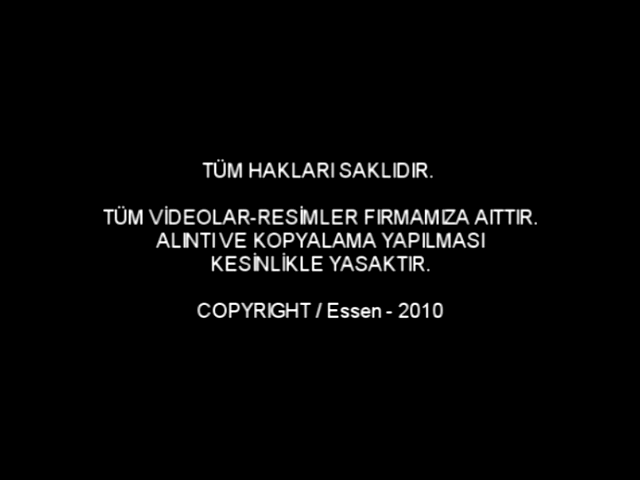 TÜM HAKLARI SAKLIDIR.
TÜM VİDEOLAR-RESİMLER FIRMAMIZA AITTIR.
ALINTI VE KOPYALAMA YAPILMASI
KESİNLİKLE YASAKTIR.
COPYRIGHT / Essen - 2010